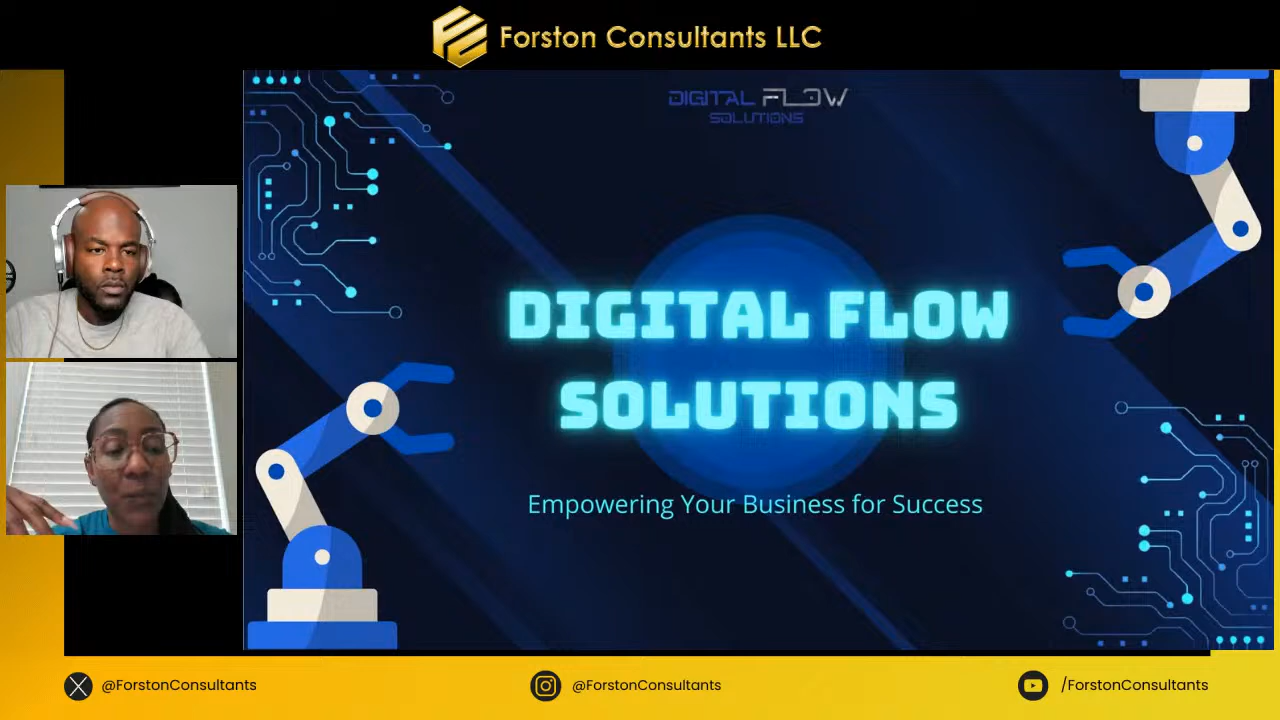 Forston Consultants LLC
DIGITAL FLOW
SOLUTIONS
DIGITAL FLOW
SOLUTIONS
Empowering Your Business for Success
@ForstonConsultants
@ForstonConsultants
/ForstonConsultants